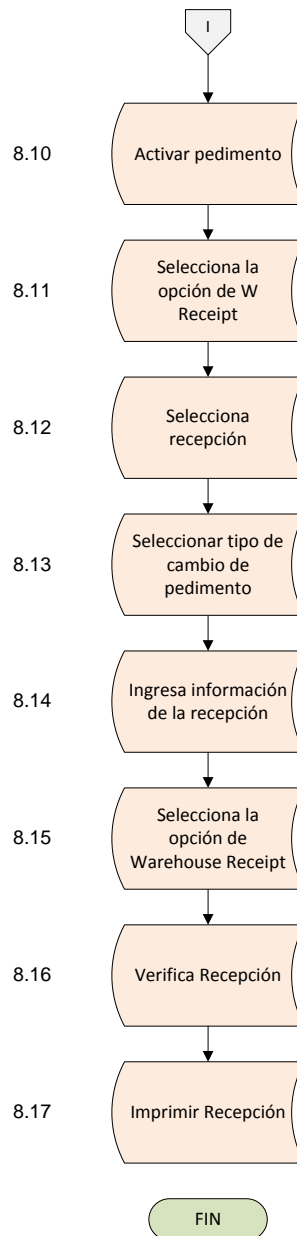 I
8.10
Activar pedimento
8.11
Selecciona la
opción de W
Receipt
8.12
Selecciona
recepción
8.13
Seleccionar tipo de
cambio de
pedimento
8.14
Ingresa información
de la recepción
8.15
Selecciona la
opción de
Warehouse Receipt
8.16
Verifica Recepción
8.17
Imprimir Recepción
FIN